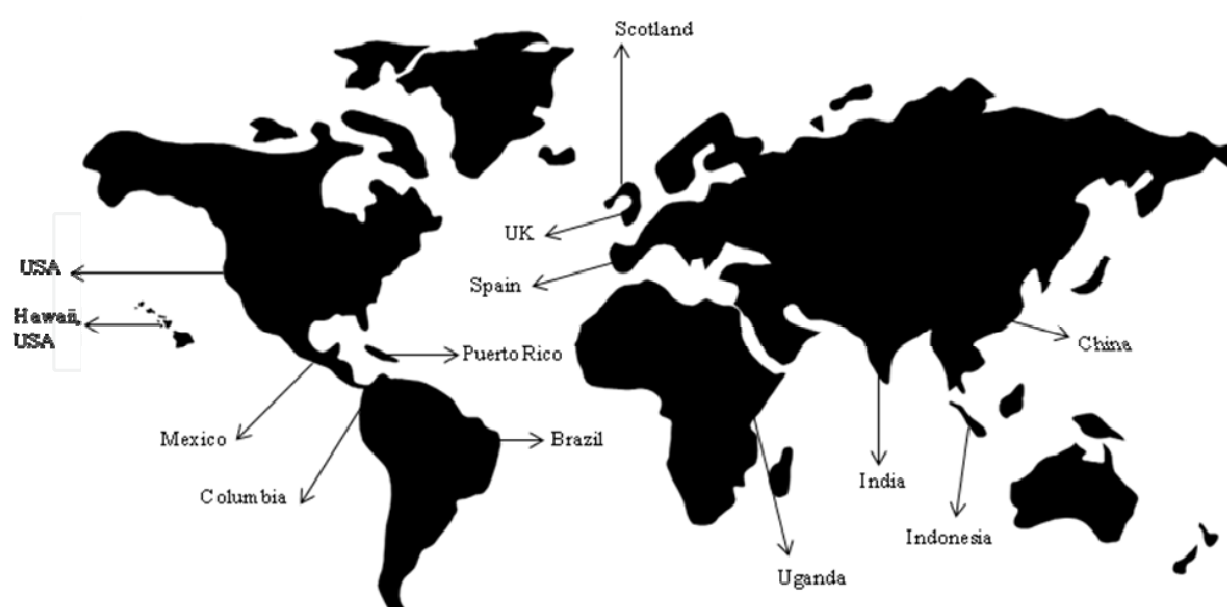 Scotland
UK
USA
Spain
Hawaii,
USA
China
Puerto Rico
Mexico
Brazil
Columbia
India
Indonesia
Uganda